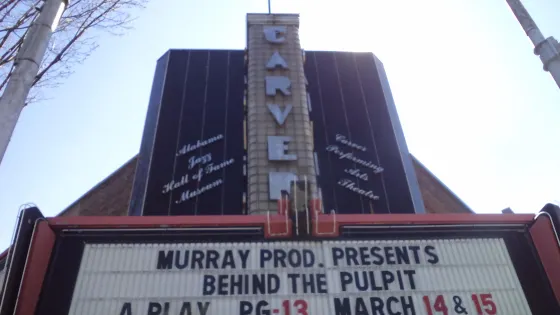 CARVER
Alabama
Jazz
Hall of Fame
Museum
Carver
Performing
Arts
Theatre
MURRAY PROD. PRESENTS
BEHIND THE PULPIT
A PLAY PG-13 MARCH 14 & 15